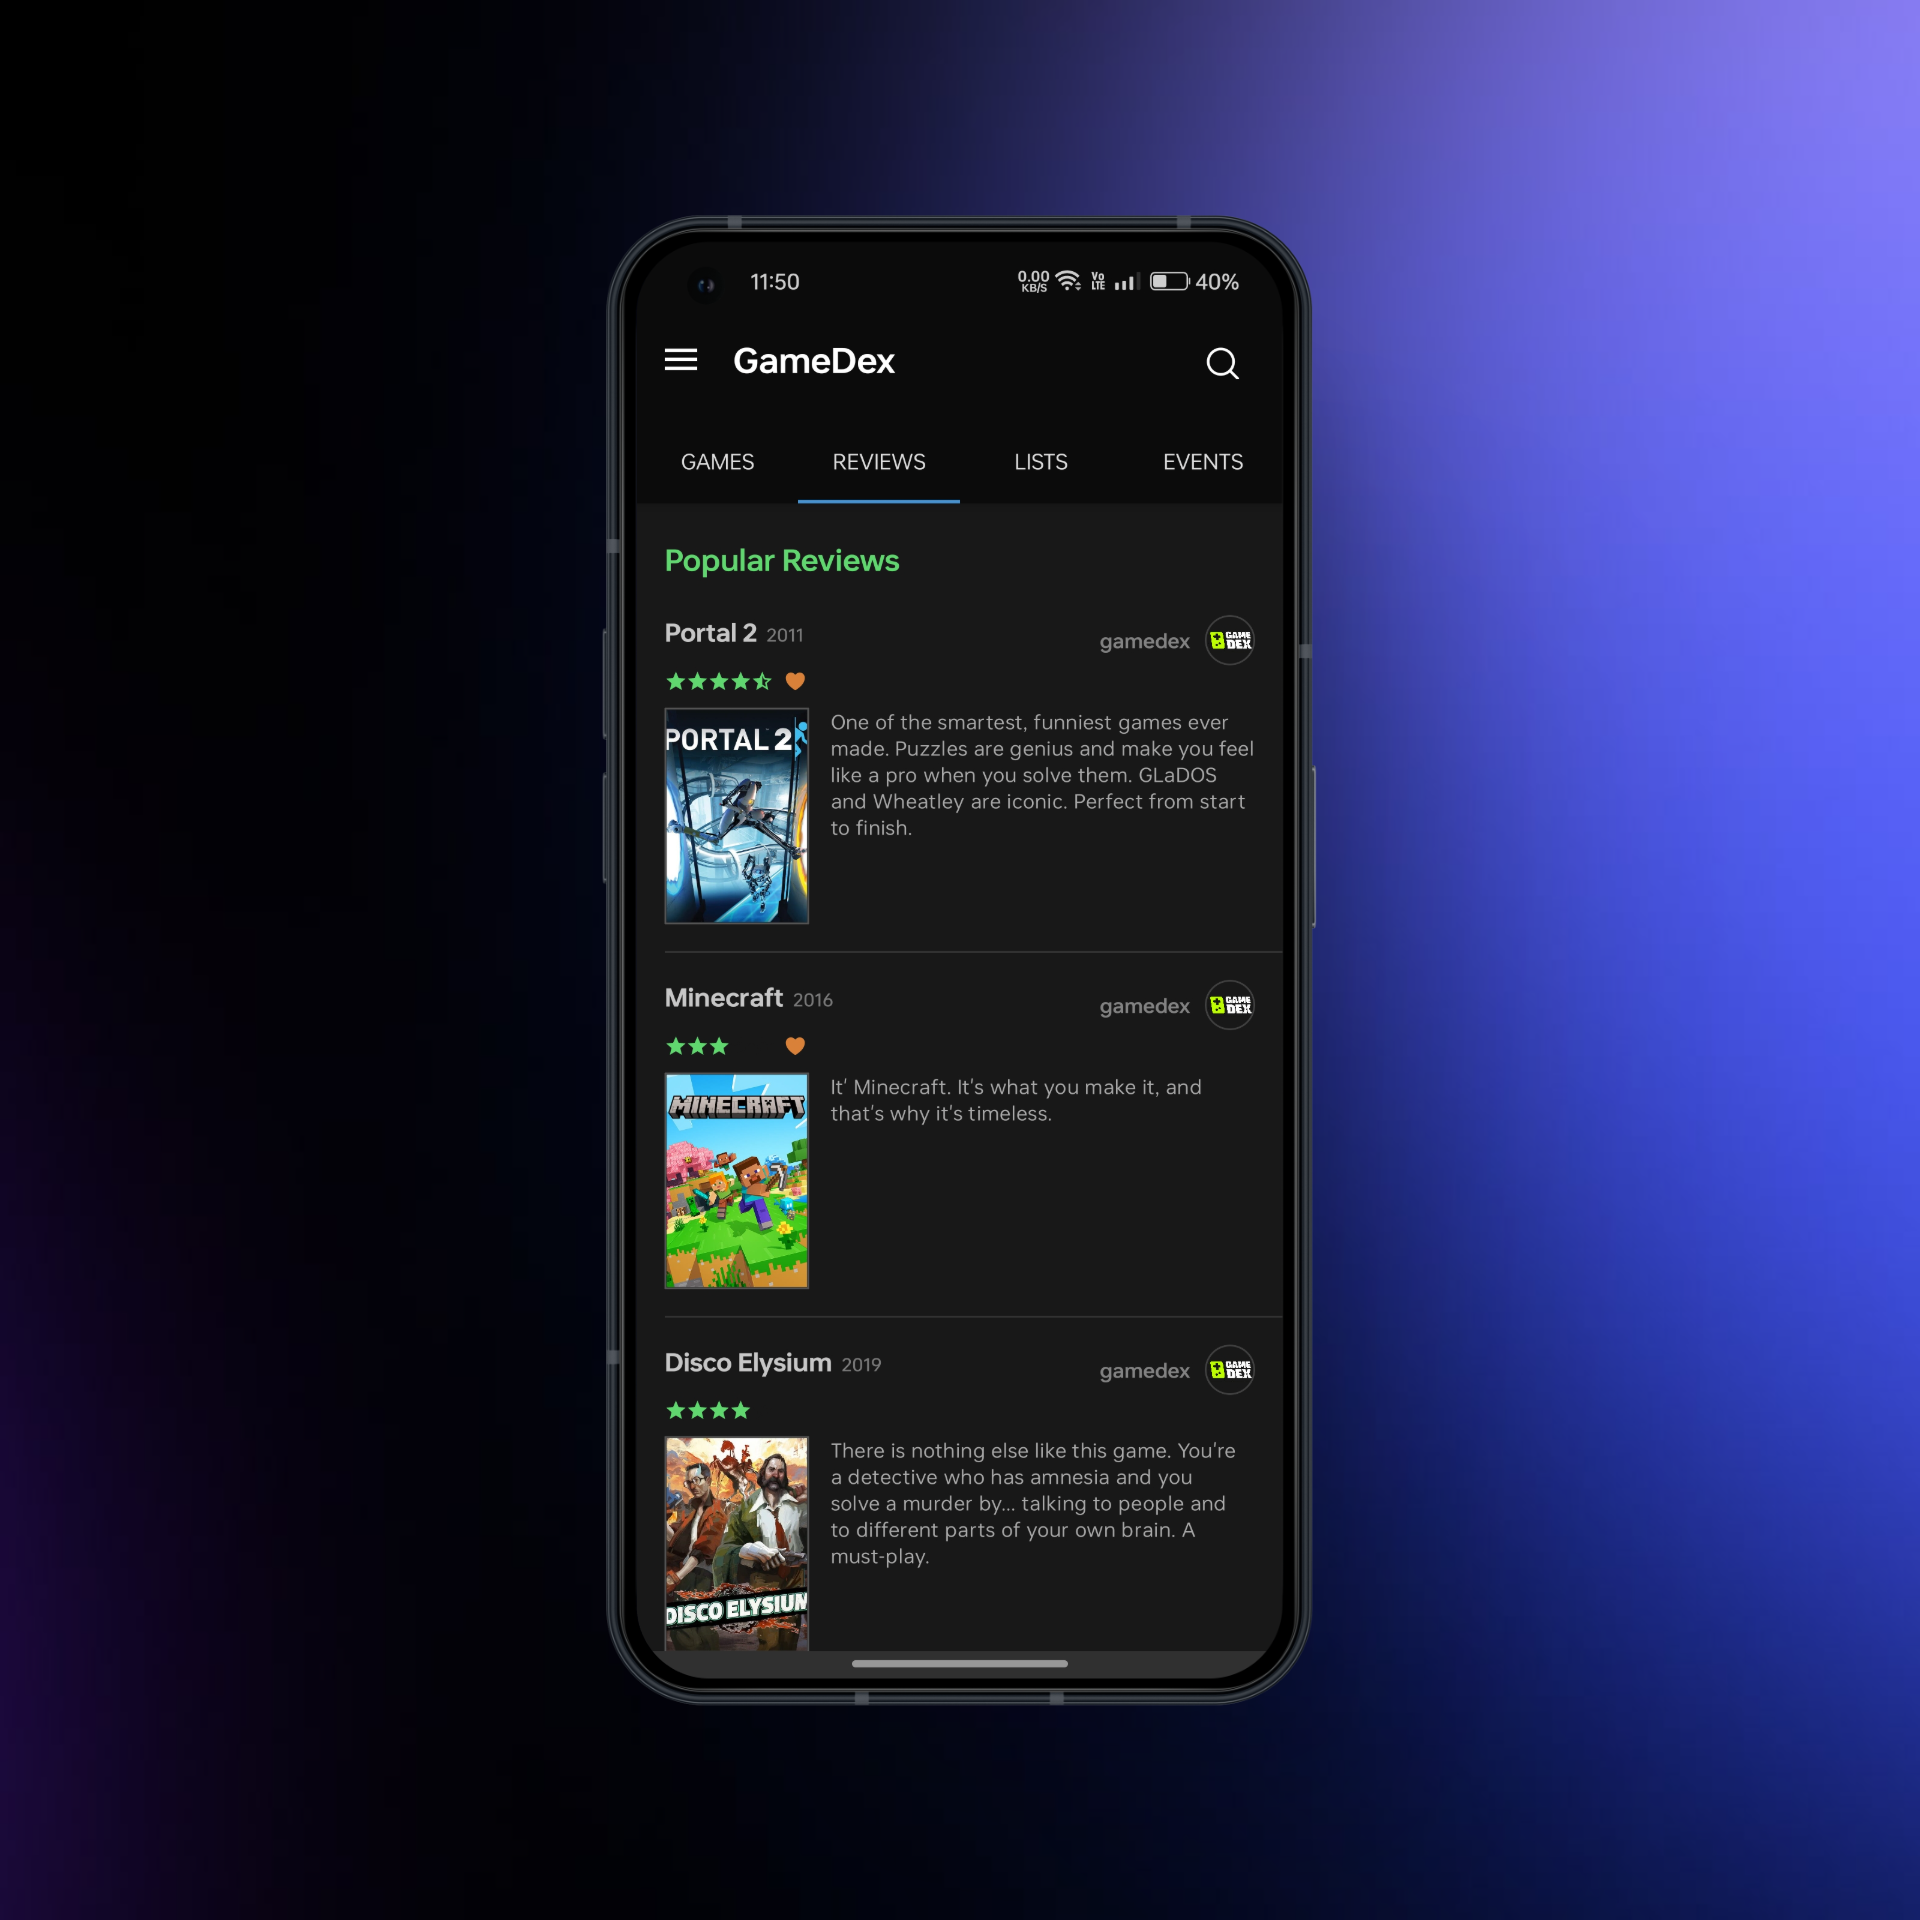 11:50
0.00
KB/S
Vo
LTE
40%
GameDex
GAMES REVIEWS LISTS EVENTS
Popular Reviews
Portal 2 2011
gamedex
GAME
DEX
PORTAL 2
One of the smartest, funniest games ever
made. Puzzles are genius and make you feel
like a pro when you solve them. GLaDOS
and Wheatley are iconic. Perfect from start
to finish.
Minecraft 2016
gamedex
GAME
DEX
MINECRAFT
It' Minecraft. It's what you make it, and
that's why it's timeless.
Disco Elysium 2019
gamedex
GAME
DEX
DISCO ELYSIUM
There is nothing else like this game. You're
a detective who has amnesia and you
solve a murder by... talking to people and
to different parts of your own brain. A
must-play.